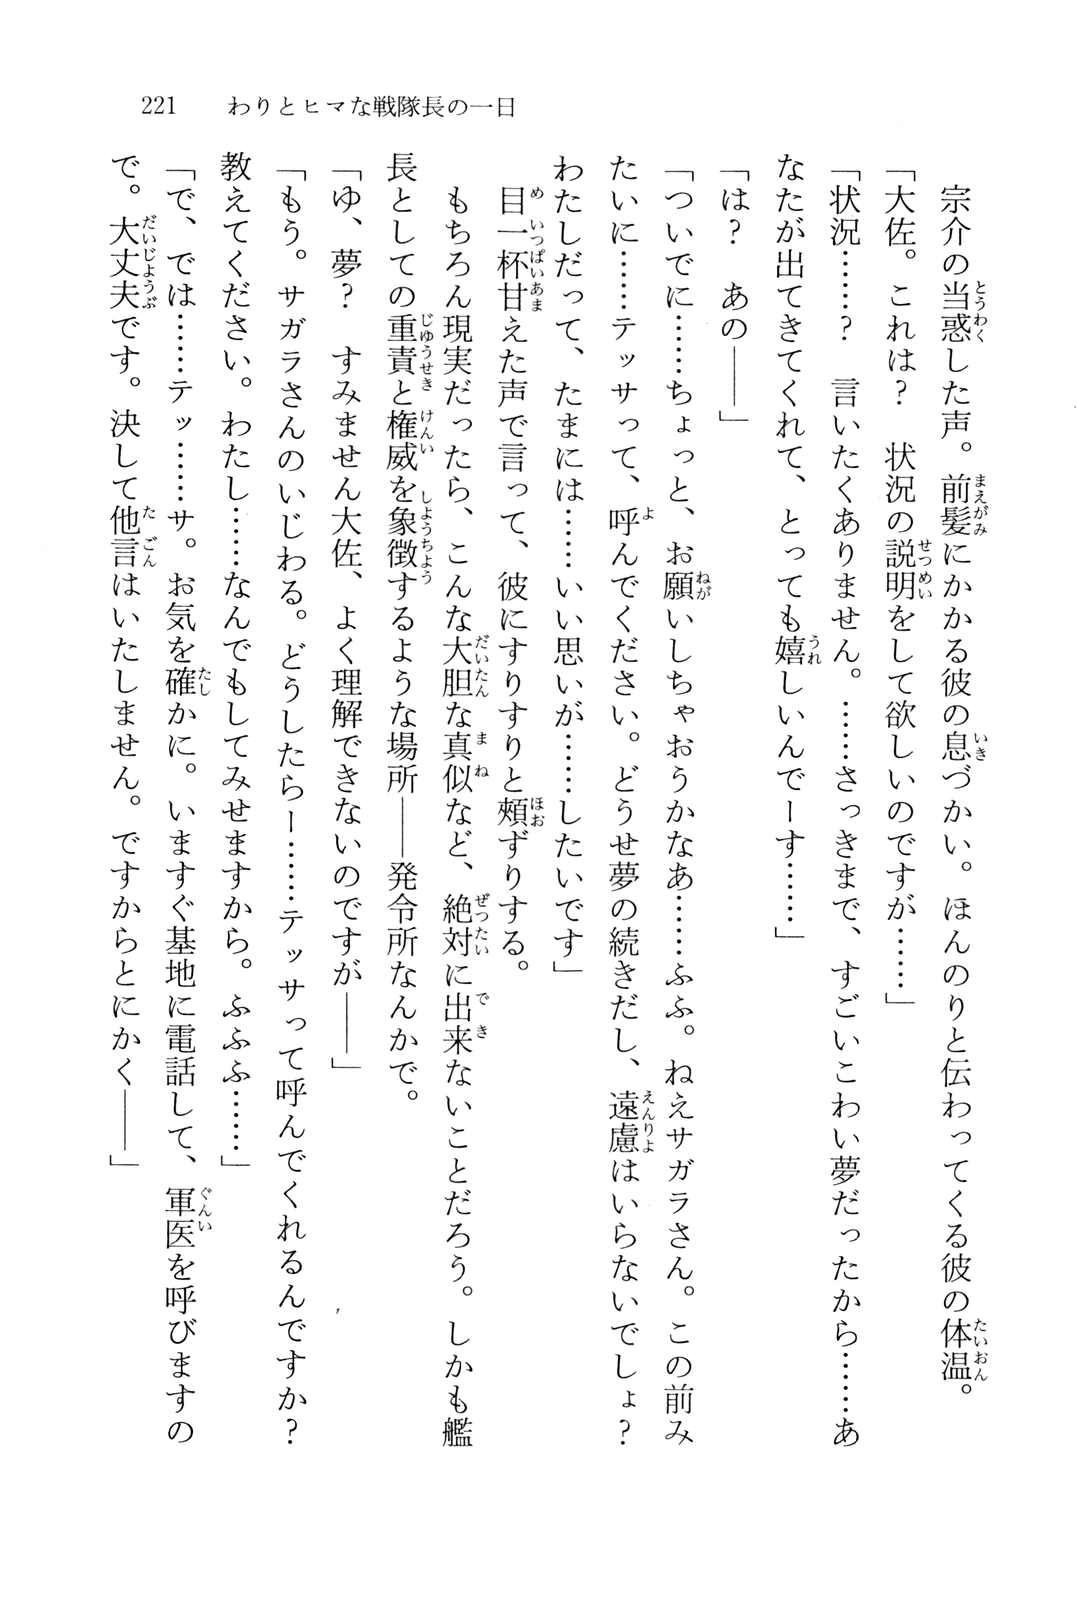 221　わりとヒマな戦隊長の一日
　宗介の当惑した声。前髪にかかる彼の息づかい。ほんのりと伝わってくる彼の体温。
「大佐。これは？　状況の説明をして欲しいのですが……」
「状況……？　言いたくありません。……さっきまで、すごいこわい夢だったから……あ
なたが出てきてくれて、とっても嬉しいんでーす……」
「は？　あの――」
「ついでに……ちょっと、お願いしちゃおうかなあ……ふふ。ねえサガラさん。この前み
たいに……テッサって、呼んでください。どうせ夢の続きだし、遠慮はいらないでしょ？
わたしだって、たまには……いい思いが……したいです」
　目一杯甘えた声で言って、彼にすりすりと頰ずりする。
　もちろん現実だったら、こんな大胆な真似など、絶対に出来ないことだろう。しかも艦
長としての重責と権威を象徴するような場所――発令所なんかで。
「ゆ、夢？　すみません大佐、よく理解できないのですが――」
「もう。サガラさんのいじわる。どうしたらー……テッサって呼んでくれるんですか？
教えてください。わたし……なんでもしてみせますから。ふふふ……」
「で、では……テッ……サ。お気を確かに。いますぐ基地に電話して、軍医を呼びますの
で。大丈夫です。決して他言はいたしません。ですからとにかく――」